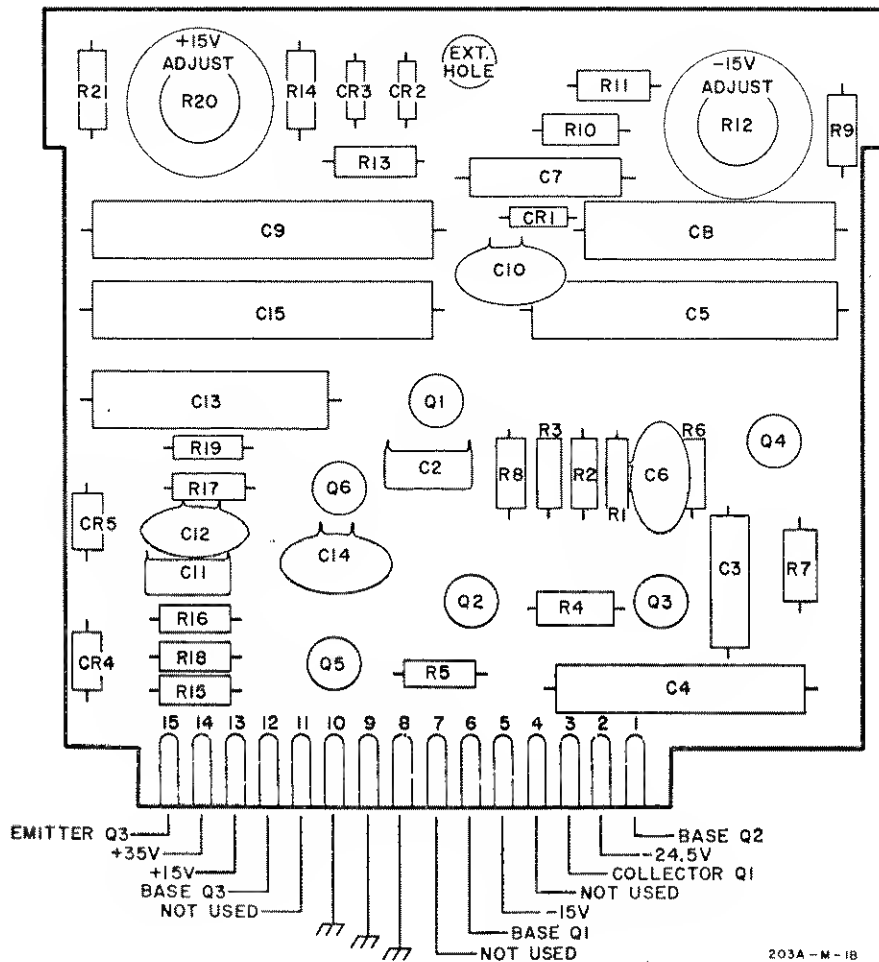 +15V
ADJUST
R20
R21
R14
CR3
CR2
EXT.
HOLE
R11
-15V
ADJUST
R12
R9
R10
R13
C7
CR1
C9
C8
C10
C15
C5
C13
Q1
R19
C2
R3
R6
Q4
R8
R2
C6
R1
R17
Q6
CR5
C12
C14
C11
C3
R7
Q2
R4
Q3
R16
CR4
R18
Q5
R5
R15
C4
15 14 13 12 11 10 9 8 7 6 5 4 3 2 1
EMITTER Q3
BASE Q2
+35V
-24.5V
+15V
COLLECTOR Q1
BASE Q3
NOT USED
NOT USED
-15V
BASE Q1
NOT USED
203A-M-1B